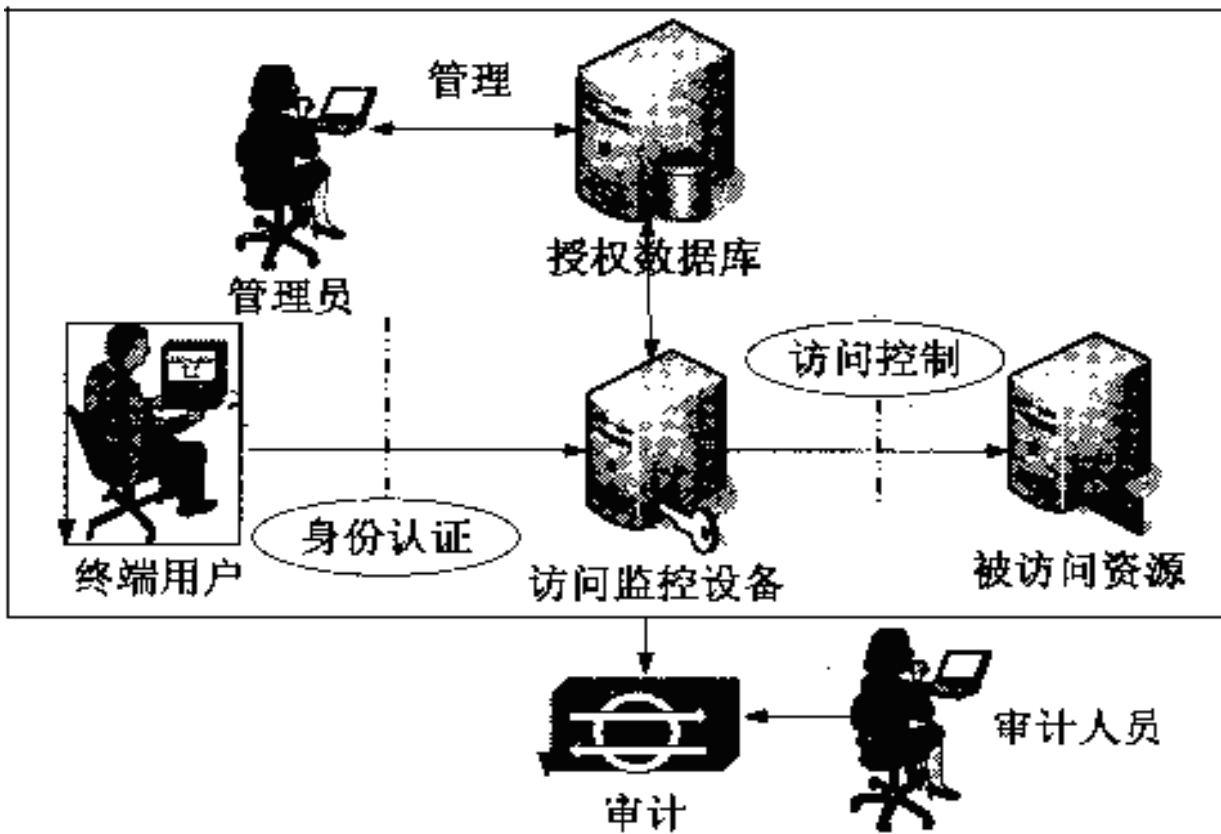 管理
授权数据库
管理员
访问控制
身份认证
终端用户
访问监控设备
被访问资源
审计人员
审计